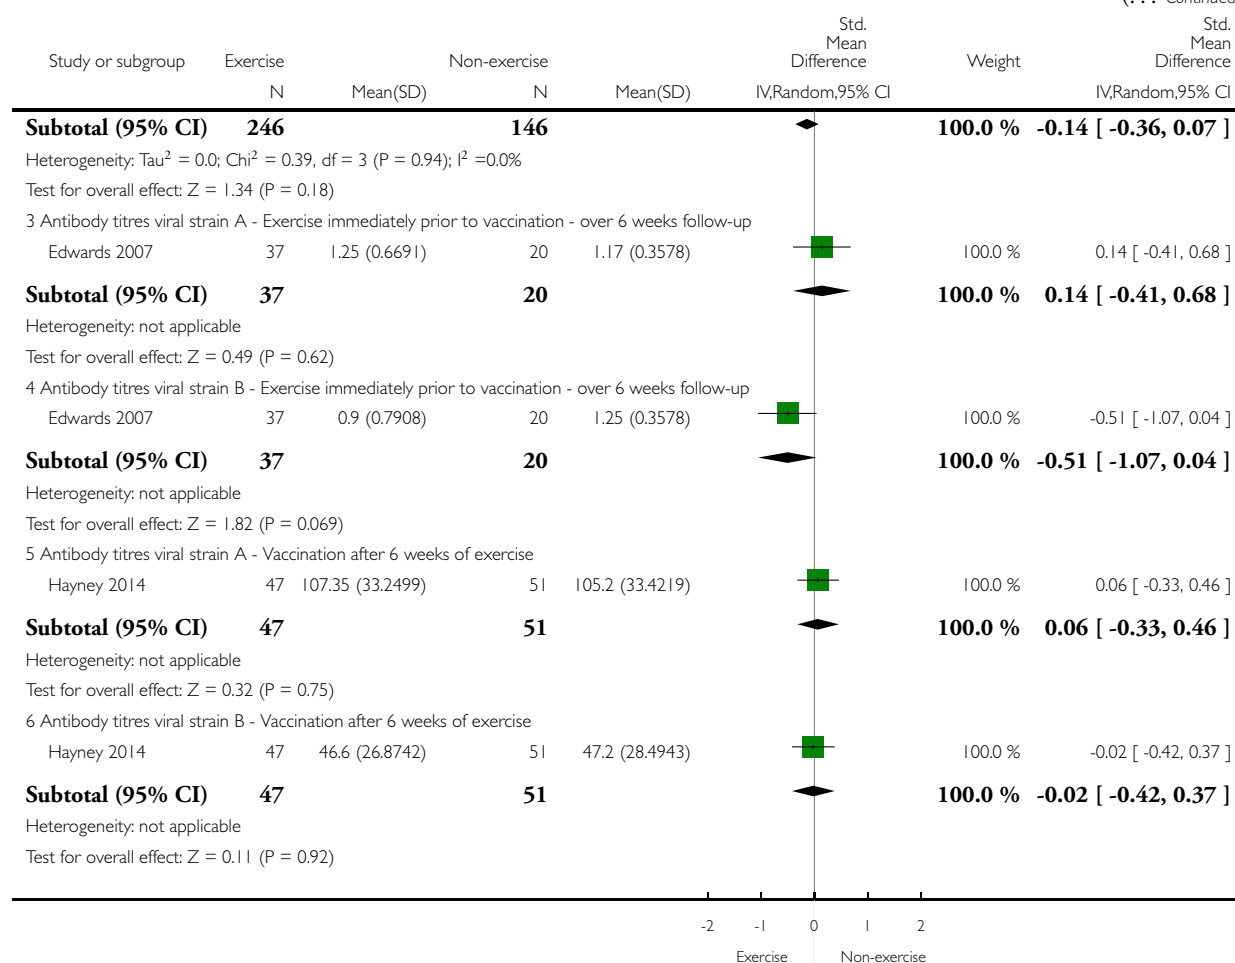 (. . . Continued
Std. Std.
Mean Mean
Study or subgroup Exercise Non-exercise Difference Weight Difference
N Mean(SD) N Mean(SD) IV,Random,95% CI IV,Random,95% CI
Subtotal (95% CI) 246 146 100.0 % -0.14 [ -0.36, 0.07 ]
Heterogeneity: Tau² = 0.0; Chi² = 0.39, df = 3 (P = 0.94); I² =0.0%
Test for overall effect: Z = 1.34 (P = 0.18)
3 Antibody titres viral strain A - Exercise immediately prior to vaccination - over 6 weeks follow-up
Edwards 2007 37 1.25 (0.6691) 20 1.17 (0.3578) 100.0 % 0.14 [ -0.41, 0.68 ]
Subtotal (95% CI) 37 20 100.0 % 0.14 [ -0.41, 0.68 ]
Heterogeneity: not applicable
Test for overall effect: Z = 0.49 (P = 0.62)
4 Antibody titres viral strain B - Exercise immediately prior to vaccination - over 6 weeks follow-up
Edwards 2007 37 0.9 (0.7908) 20 1.25 (0.3578) 100.0 % -0.51 [ -1.07, 0.04 ]
Subtotal (95% CI) 37 20 100.0 % -0.51 [ -1.07, 0.04 ]
Heterogeneity: not applicable
Test for overall effect: Z = 1.82 (P = 0.069)
5 Antibody titres viral strain A - Vaccination after 6 weeks of exercise
Hayney 2014 47 107.35 (33.2499) 51 105.2 (33.4219) 100.0 % 0.06 [ -0.33, 0.46 ]
Subtotal (95% CI) 47 51 100.0 % 0.06 [ -0.33, 0.46 ]
Heterogeneity: not applicable
Test for overall effect: Z = 0.32 (P = 0.75)
6 Antibody titres viral strain B - Vaccination after 6 weeks of exercise
Hayney 2014 47 46.6 (26.8742) 51 47.2 (28.4943) 100.0 % -0.02 [ -0.42, 0.37 ]
Subtotal (95% CI) 47 51 100.0 % -0.02 [ -0.42, 0.37 ]
Heterogeneity: not applicable
Test for overall effect: Z = 0.11 (P = 0.92)
-2 -1 0 1 2
Exercise Non-exercise